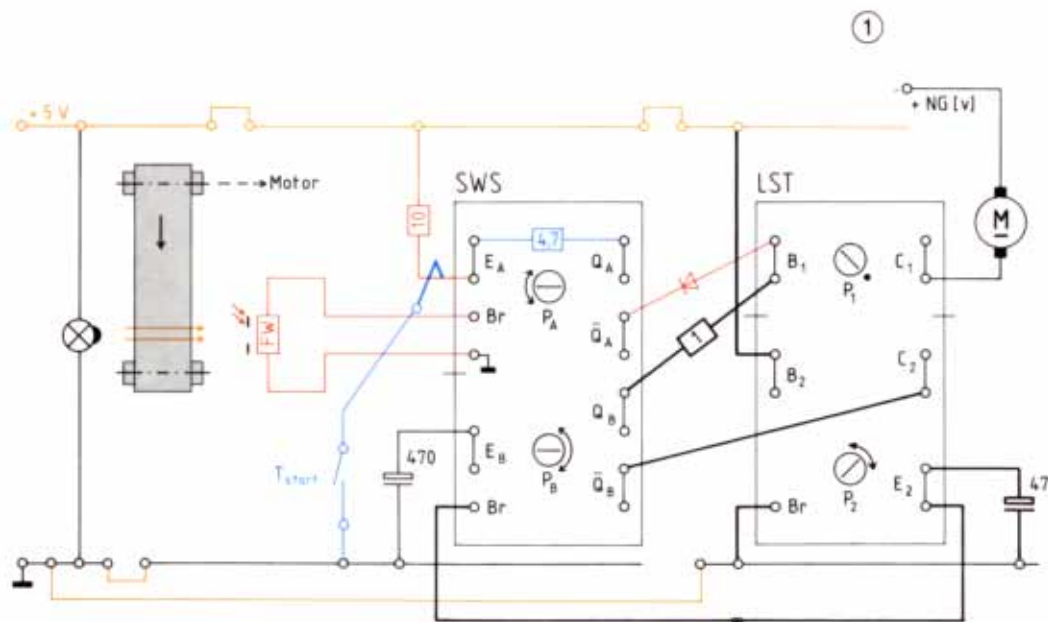 1
+ 5 V
+ NG [v]
Motor
SWS
LST
10
4.7
M
E_A
Q_A
B_1
C_1
P_A
P_1
Br
FW
Q̄_A
1
B_2
C_2
Q_B
470
E_B
T_start
P_B
Q̄_B
P_2
E_2
47
Br
Br